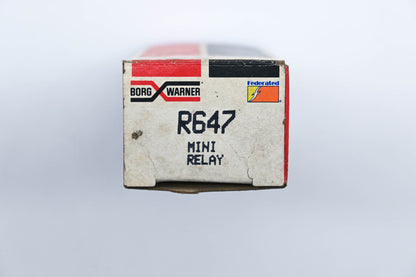 BORG WARNER
Federated
R647
MINI
RELAY